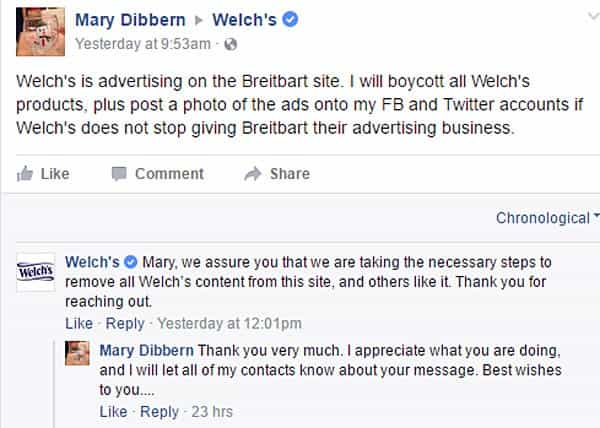 Mary Dibbern ▸ Welch's
Yesterday at 9:53am ·
Welch's is advertising on the Breitbart site. I will boycott all Welch's
products, plus post a photo of the ads onto my FB and Twitter accounts if
Welch's does not stop giving Breitbart their advertising business.
Like Comment Share
Chronological
Welch's
Welch's Mary, we assure you that we are taking the necessary steps to
remove all Welch's content from this site, and others like it. Thank you for
reaching out.
Like · Reply · Yesterday at 12:01pm
Mary Dibbern Thank you very much. I appreciate what you are doing,
and I will let all of my contacts know about your message. Best wishes
to you....
Like · Reply · 23 hrs